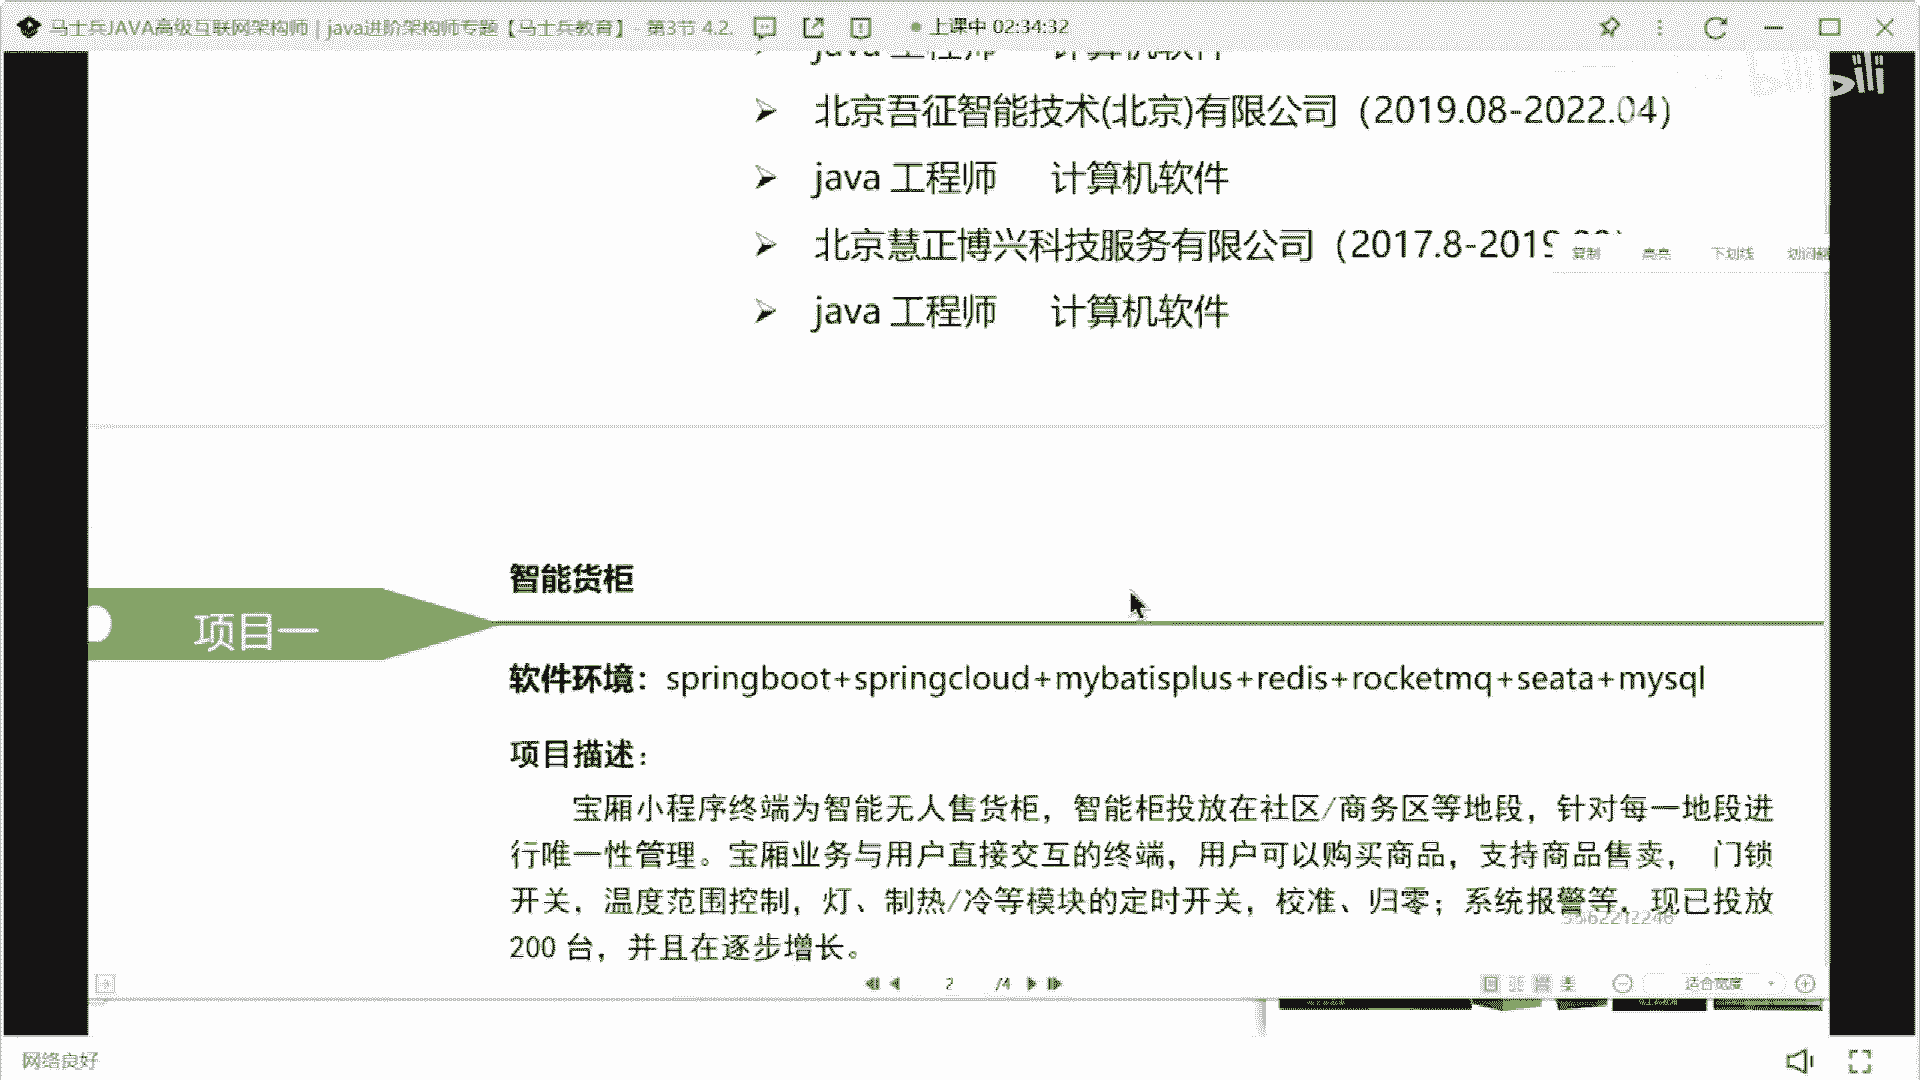 马士兵JAVA高级互联网架构师 | java进阶架构师专题【马士兵教育】 - 第3节 4.2.
上课中 02:34:32
bilibili
java 工程师 计算机软件
北京吾征智能技术(北京)有限公司（2019.08-2022.04）
java 工程师 计算机软件
北京慧正博兴科技服务有限公司（2017.8-2019
复制 高亮 下划线
java 工程师 计算机软件
智能货柜
项目一
软件环境：springboot+springcloud+mybatisplus+redis+rocketmq+seata+mysql
项目描述：
宝厢小程序终端为智能无人售货柜，智能柜投放在社区/商务区等地段，针对每一地段进
行唯一性管理。宝厢业务与用户直接交互的终端，用户可以购买商品，支持商品售卖， 门锁
开关，温度范围控制，灯、制热/冷等模块的定时开关，校准、归零；系统报警等，现已投放
200 台，并且在逐步增长。
2 /4
适合宽度
网络良好